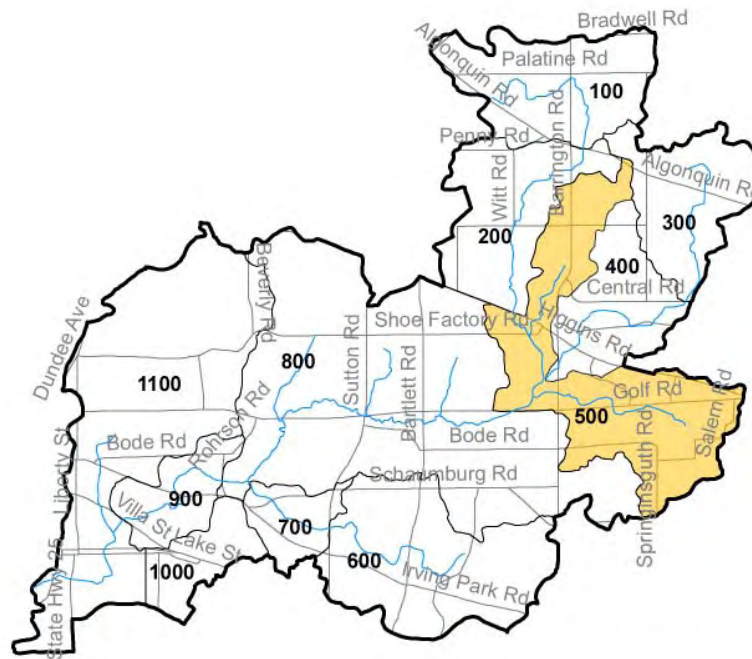 Bradwell Rd
Algonquin Rd
Palatine Rd
100
Barrington Rd
Penny Rd
Algonquin Rd
Witt Rd
300
200
400
Beverly Rd
Central Rd
Dundee Ave
Shoe Factory Rd
Higgins Rd
800
Sutton Rd
Bartlett Rd
1100
Golf Rd
Salem Rd
500
Rohrson Rd
Bode Rd
Bode Rd
Springinsguth Rd
Liberty St
Schaumburg Rd
900
Villa St
Lake St
700
600
State Hwy 25
1000
Irving Park Rd